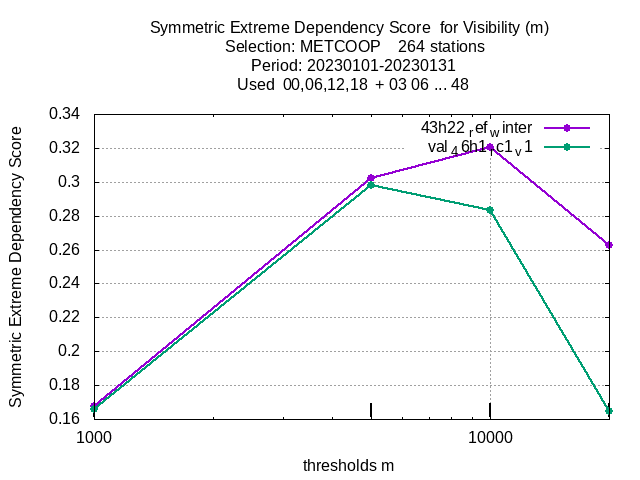 Symmetric Extreme Dependency Score  for Visibility (m)
Selection: METCOOP    264 stations
Period: 20230101-20230131
Used  00,06,12,18  + 03 06 ... 48
Symmetric Extreme Dependency Score
0.34
0.32
0.3
0.28
0.26
0.24
0.22
0.2
0.18
0.16
43h22 ref winter
val 46h1 rc1v1
1000
10000
thresholds m